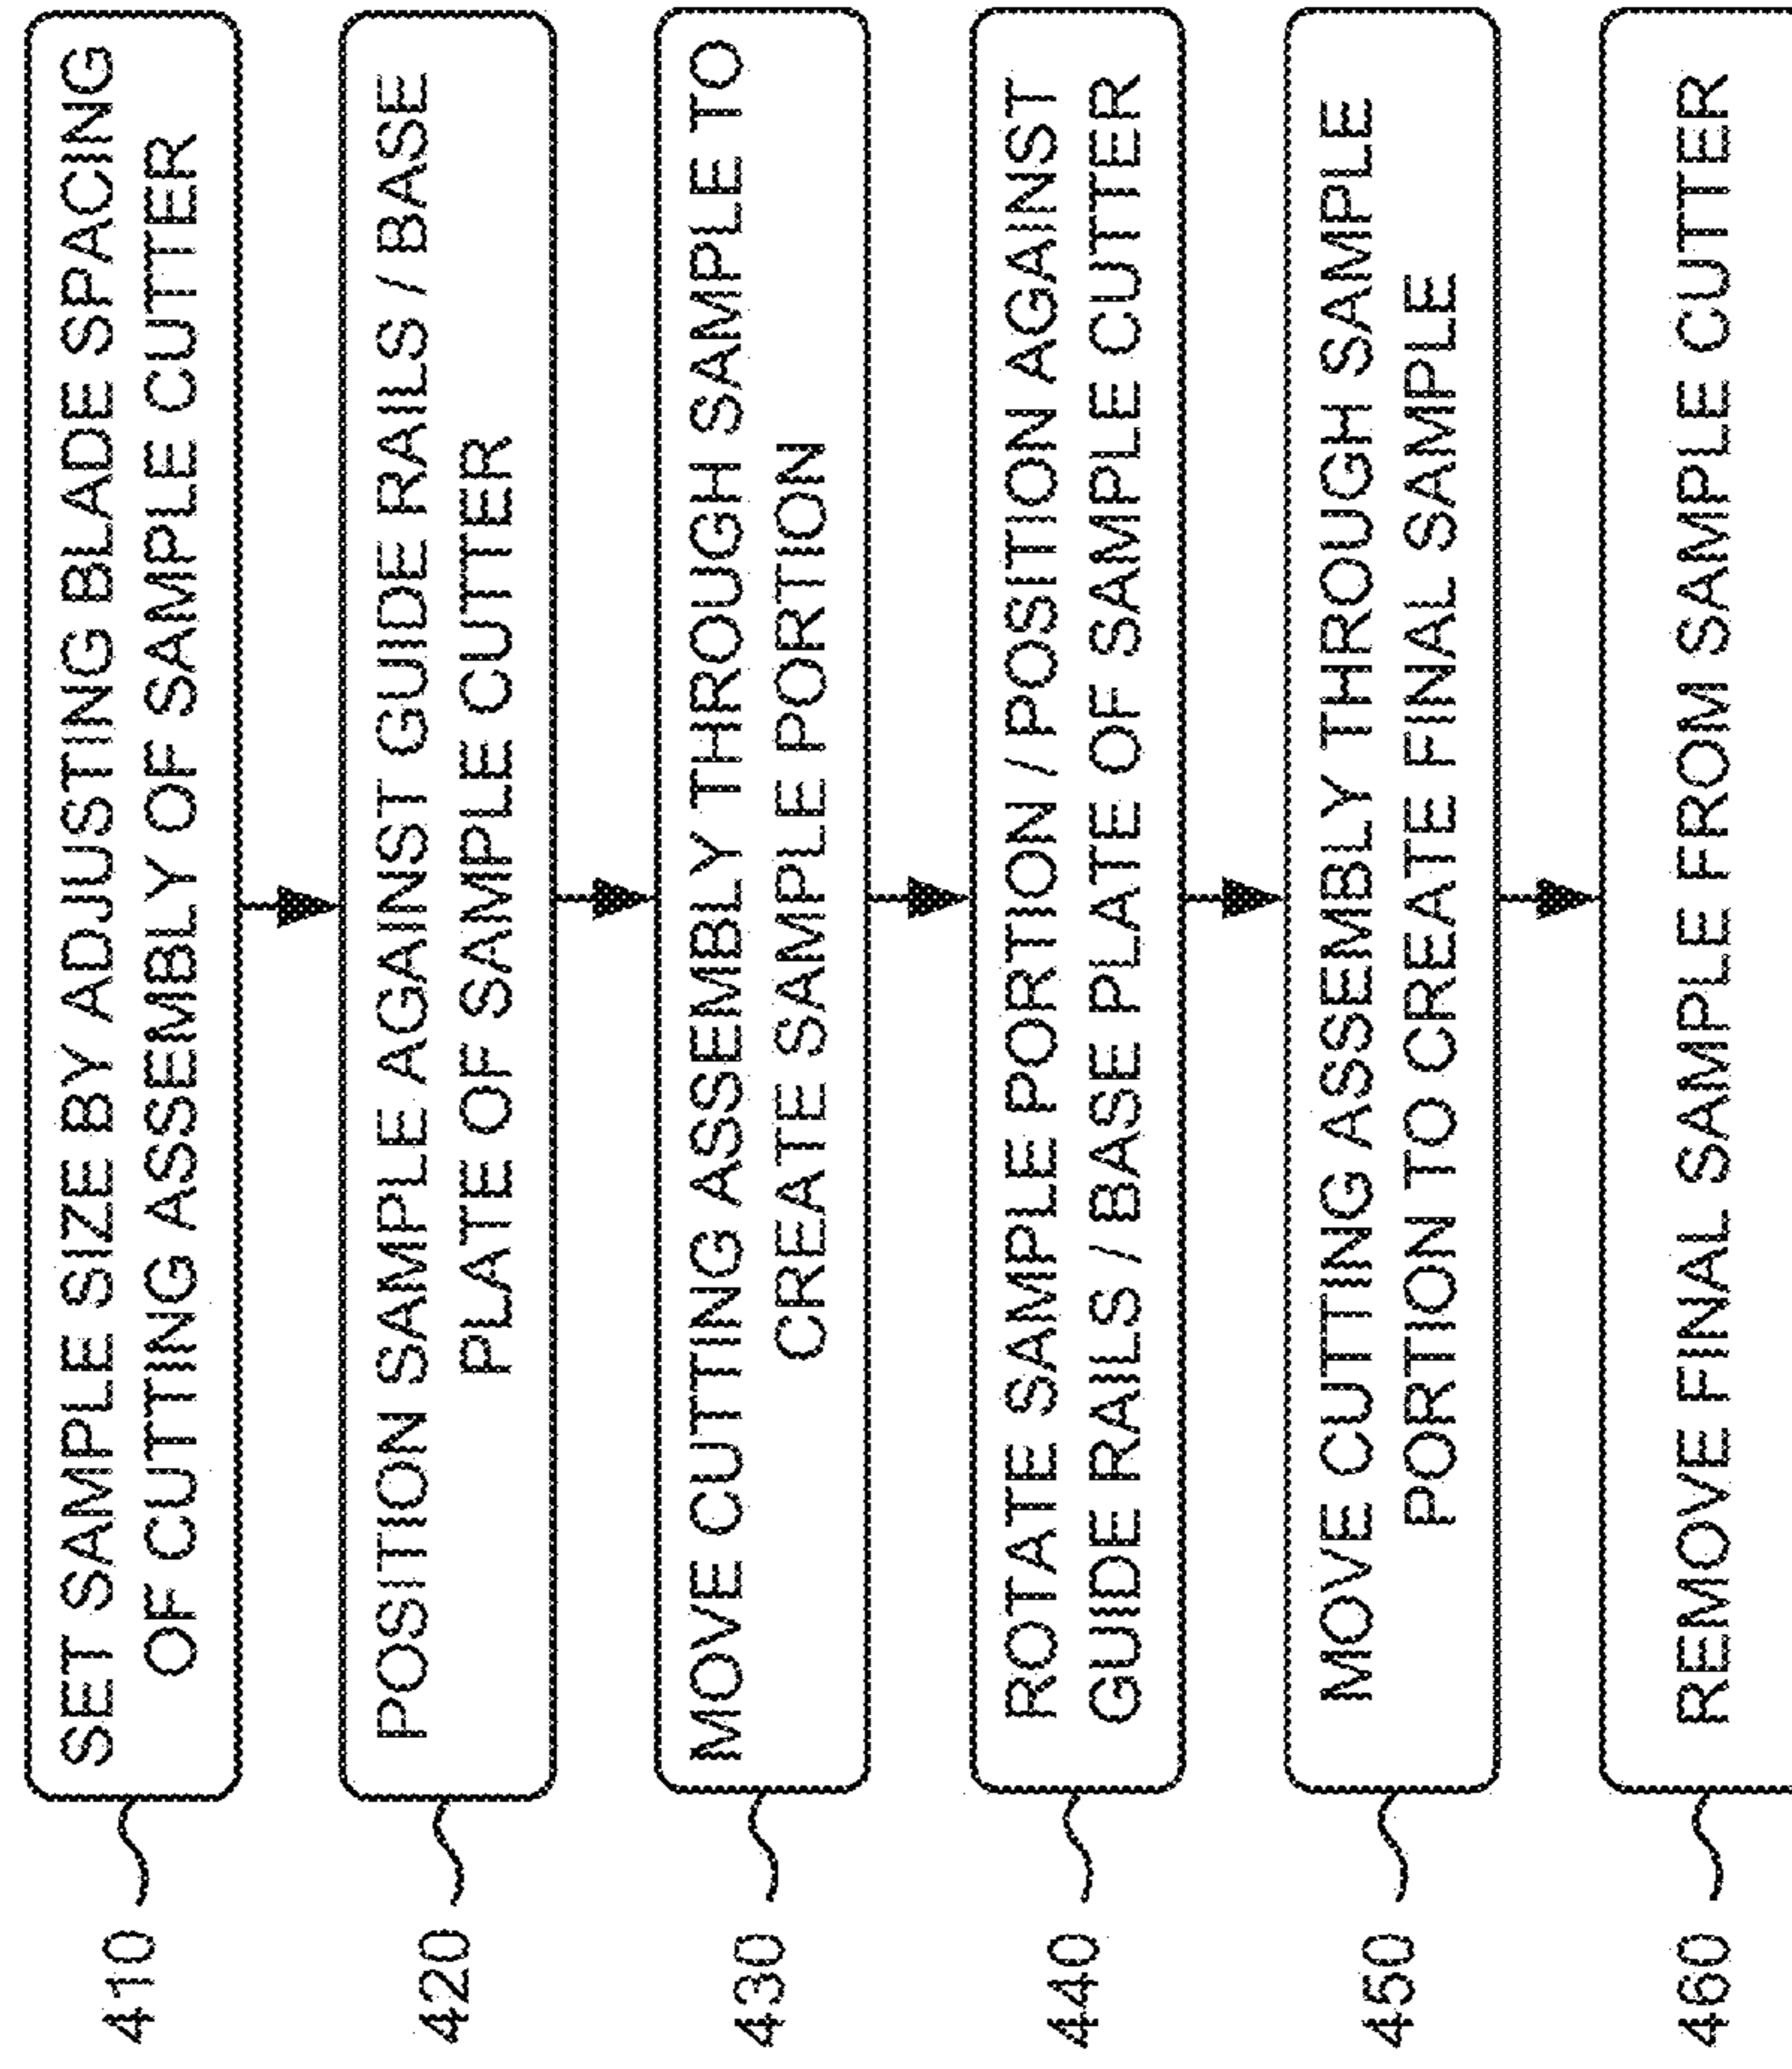 410
SET SAMPLE SIZE BY ADJUSTING BLADE SPACING
OF CUTTING ASSEMBLY OF SAMPLE CUTTER
420
POSITION SAMPLE AGAINST GUIDE RAILS / BASE
PLATE OF SAMPLE CUTTER
430
MOVE CUTTING ASSEMBLY THROUGH SAMPLE TO
CREATE SAMPLE PORTION
440
ROTATE SAMPLE PORTION / POSITION AGAINST
GUIDE RAILS / BASE PLATE OF SAMPLE CUTTER
450
MOVE CUTTING ASSEMBLY THROUGH SAMPLE
PORTION TO CREATE FINAL SAMPLE
460
REMOVE FINAL SAMPLE FROM SAMPLE CUTTER